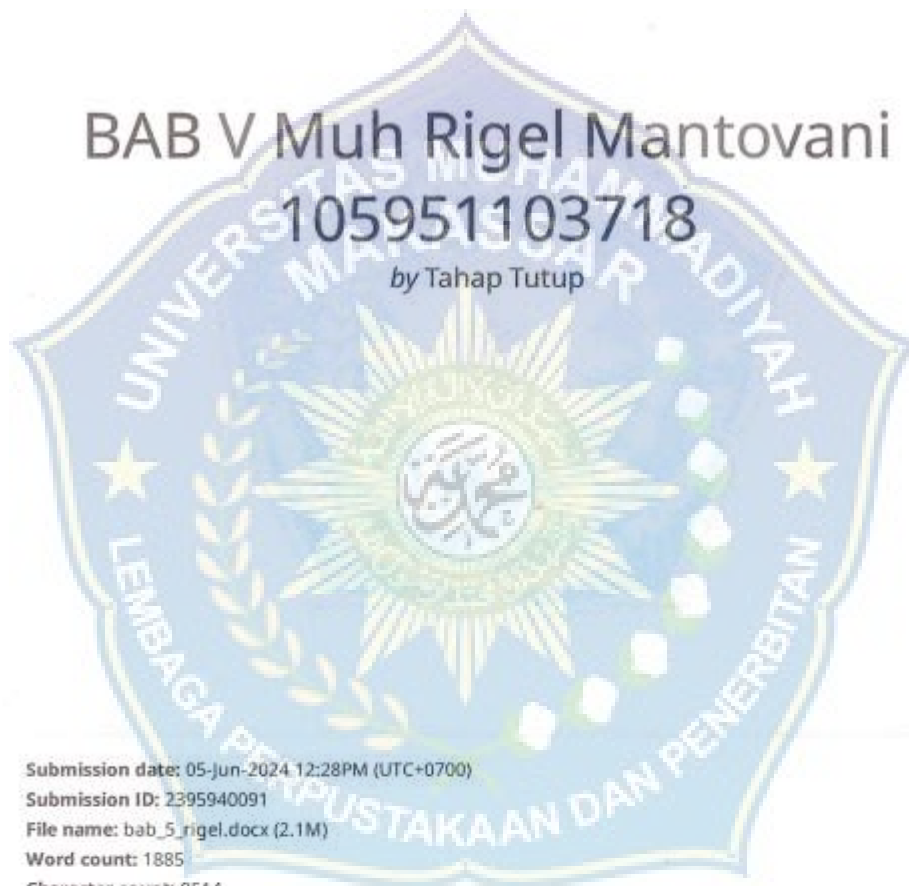 BAB V Muh Rigel Mantovani
105951103718
by Tahap Tutup
UNIVERSITAS MUHAMMADIYAH
MAKASSAR
LEMBAGA PERPUSTAKAAN DAN PENERBITAN
Submission date: 05-Jun-2024 12:28PM (UTC+0700)
Submission ID: 2395940091
File name: bab_5_rigel.docx (2.1M)
Word count: 1885